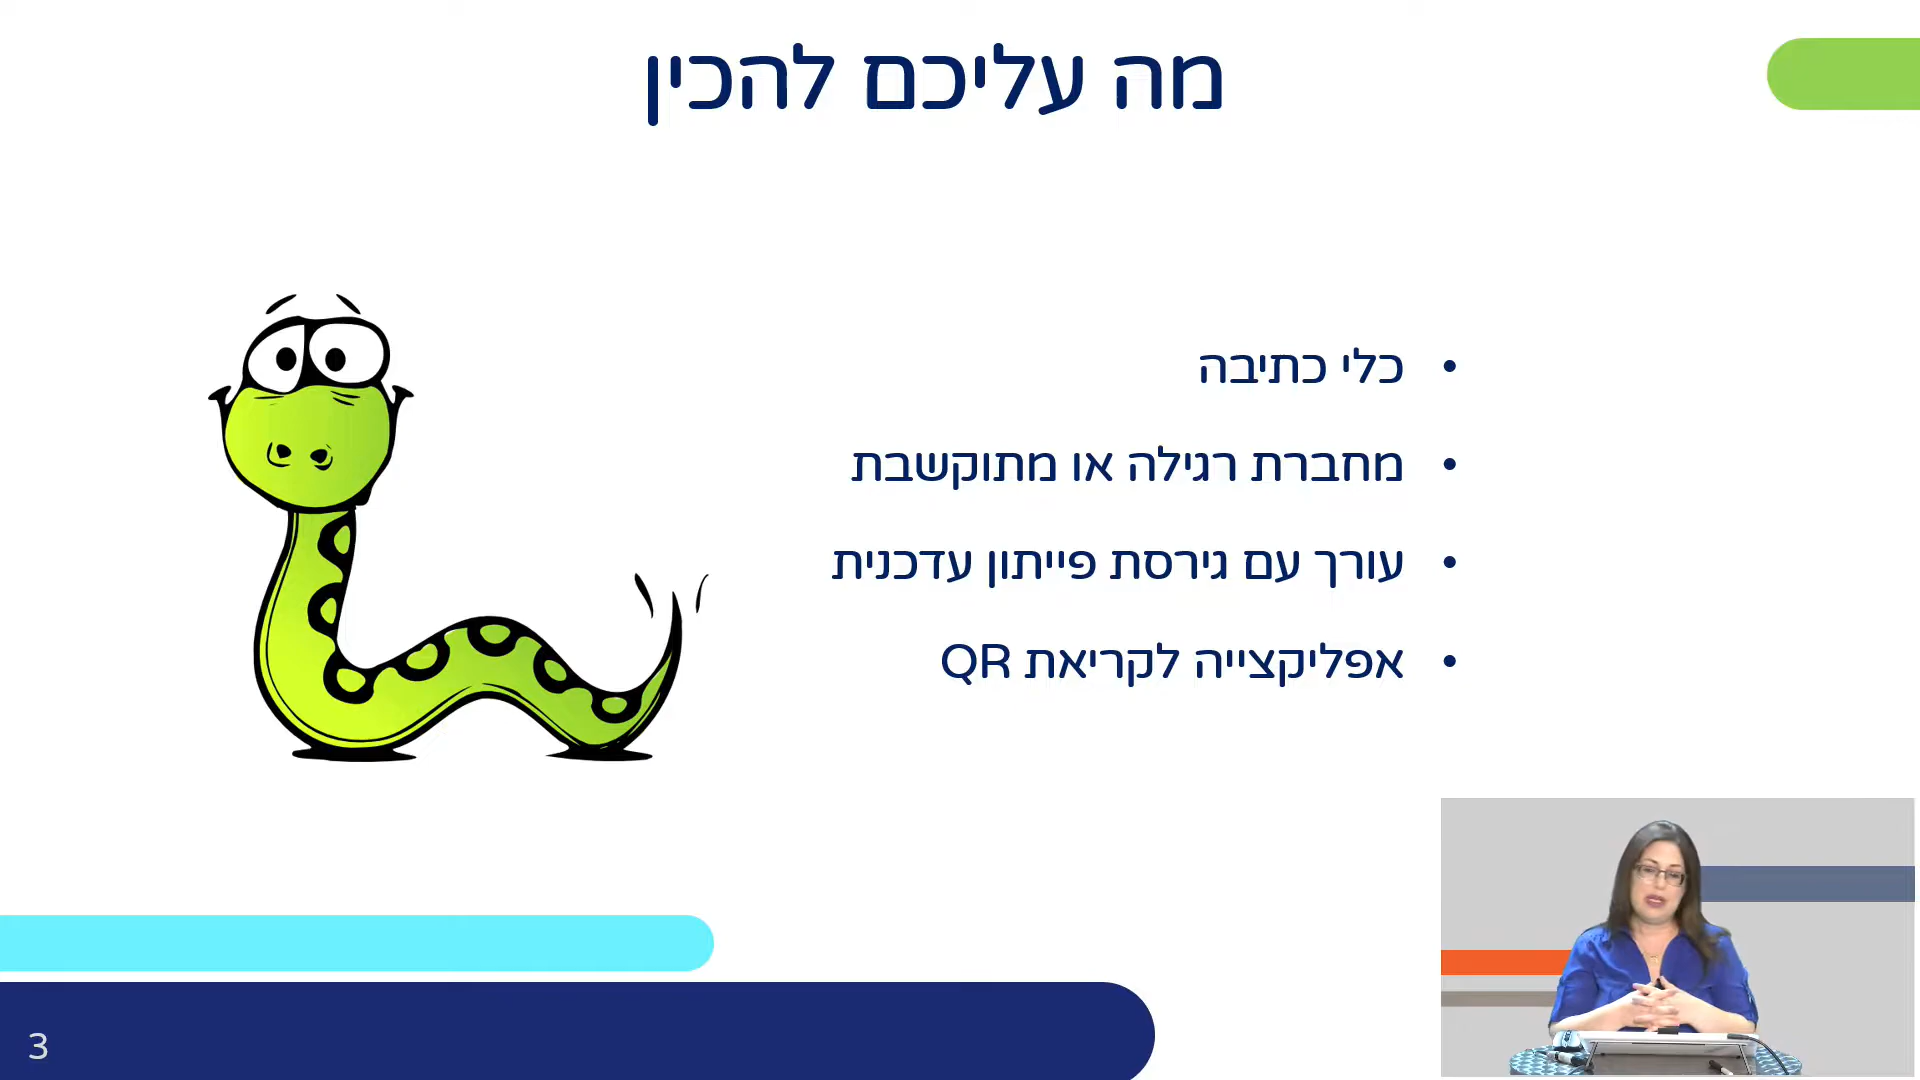 מה עליכם להכין
• כלי כתיבה
• מחברת רגילה או מתוקשבת
• עורך עם גירסת פייתון עדכנית
• אפליקצייה לקריאת QR
3